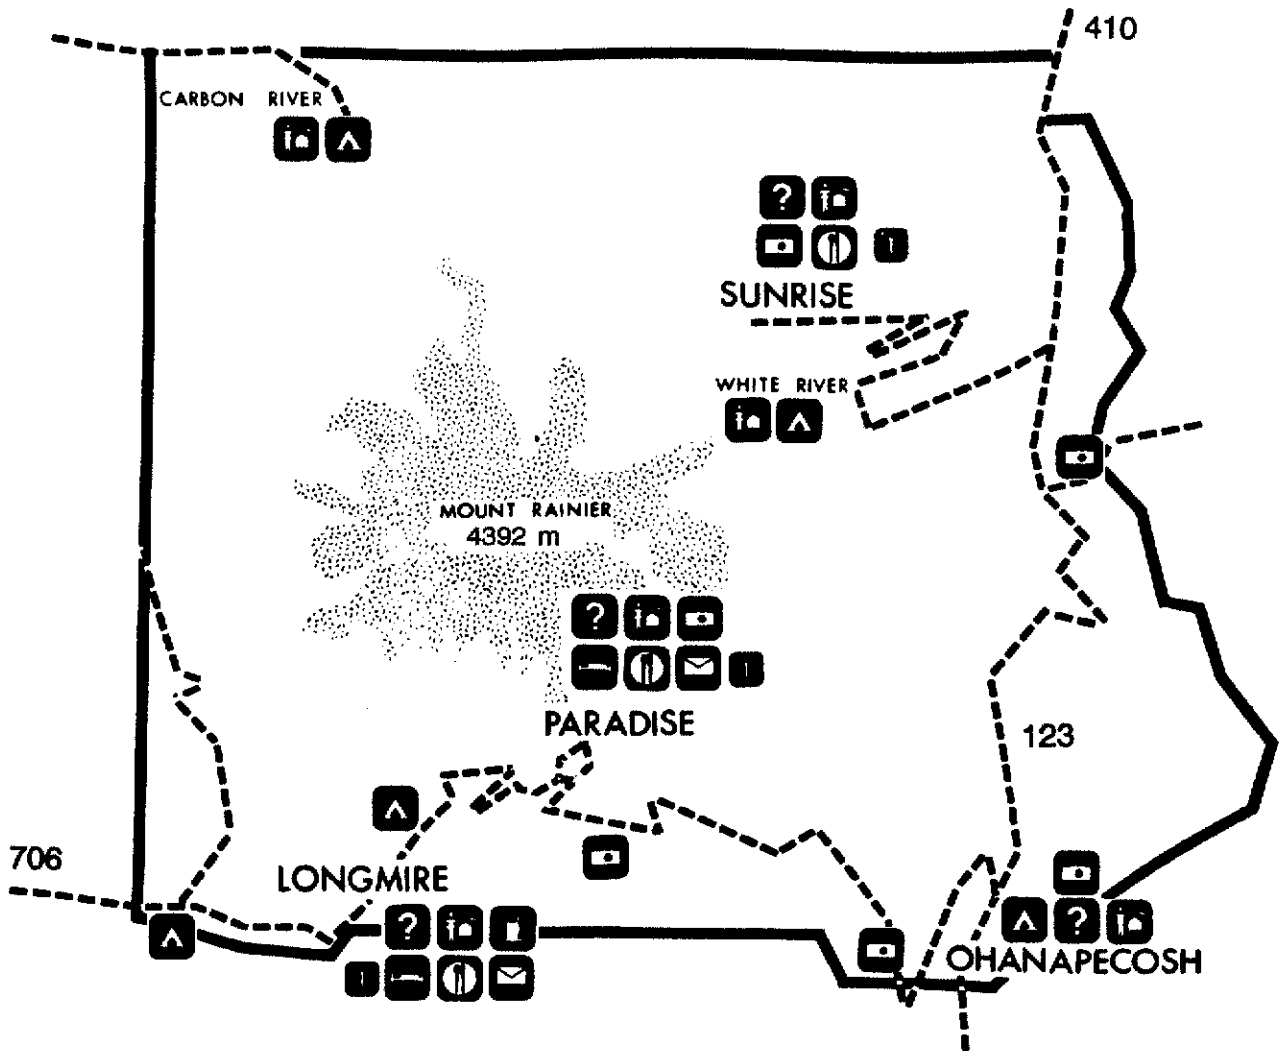 410
CARBON RIVER
?
SUNRISE
WHITE RIVER
MOUNT RAINIER
4392 m
?
PARADISE
123
706
LONGMIRE
?
?
OHANAPECOSH